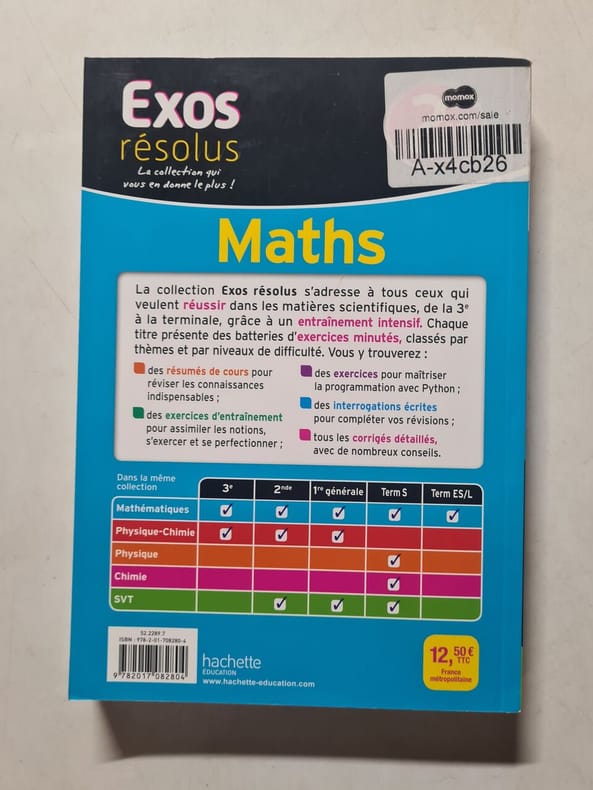 Exos
résolus
La collection qui
vous en donne le plus !
momox
momox.com/sale
A-x4cb26
Maths
La collection Exos résolus s'adresse à tous ceux qui
veulent réussir dans les matières scientifiques, de la 3e
à la terminale, grâce à un entraînement intensif. Chaque
titre présente des batteries d'exercices minutés, classés par
thèmes et par niveaux de difficulté. Vous y trouverez :
des résumés de cours pour
réviser les connaissances
indispensables ;
des exercices d'entraînement
pour assimiler les notions,
s'exercer et se perfectionner ;
des exercices pour maîtriser
la programmation avec Python ;
des interrogations écrites
pour compléter vos révisions ;
tous les corrigés détaillés,
avec de nombreux conseils.
Dans la même
collection
3e 2nde 1re générale Term S Term ES/L
Mathématiques ✓ ✓ ✓ ✓ ✓
Physique-Chimie ✓ ✓ ✓
Physique ✓
Chimie ✓
SVT ✓ ✓ ✓
52.2289.7
ISBN : 978-2-01-708280-4
9 782017 082804
hachette
ÉDUCATION
www.hachette-education.com
12,50 €
TTC
France
métropolitaine